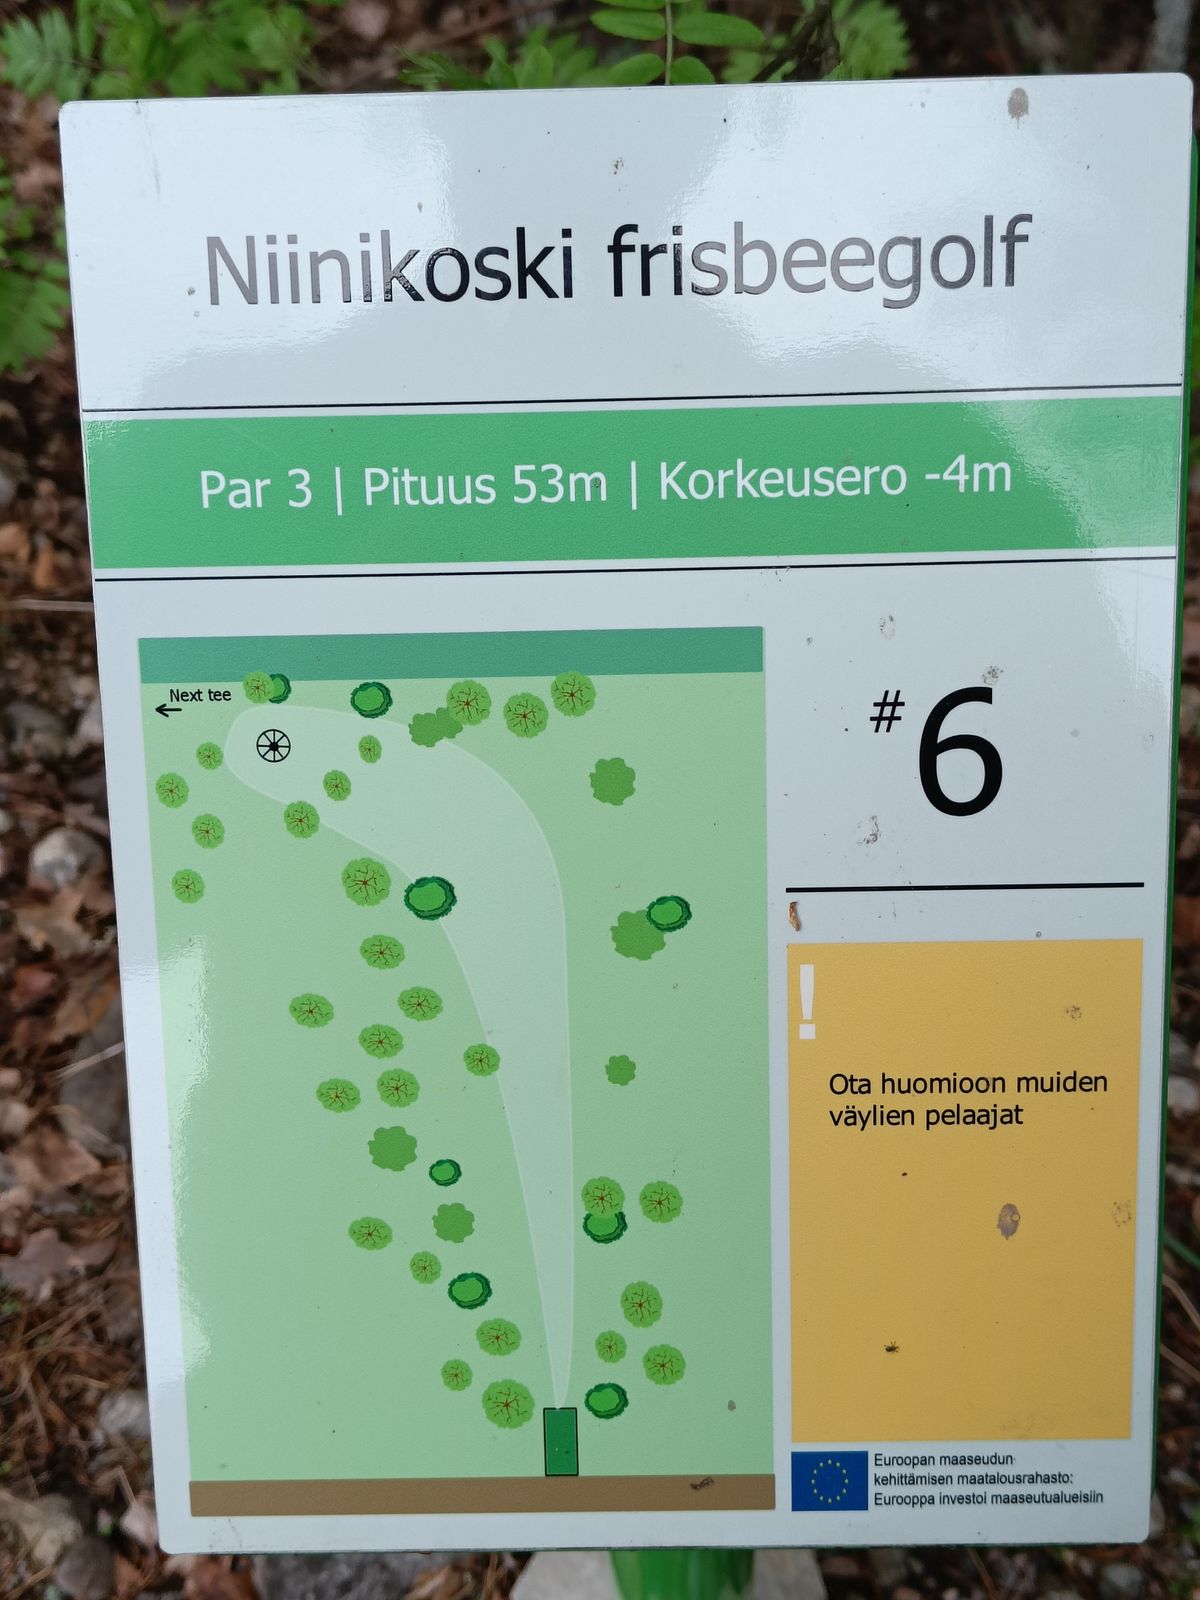 Niinikoski frisbeegolf
Par 3 | Pituus 53m | Korkeusero -4m
Next tee
#6
!
Ota huomioon muiden
väylien pelaajat
Euroopan maaseudun
kehittämisen maatalousrahasto:
Eurooppa investoi maaseutualueisiin